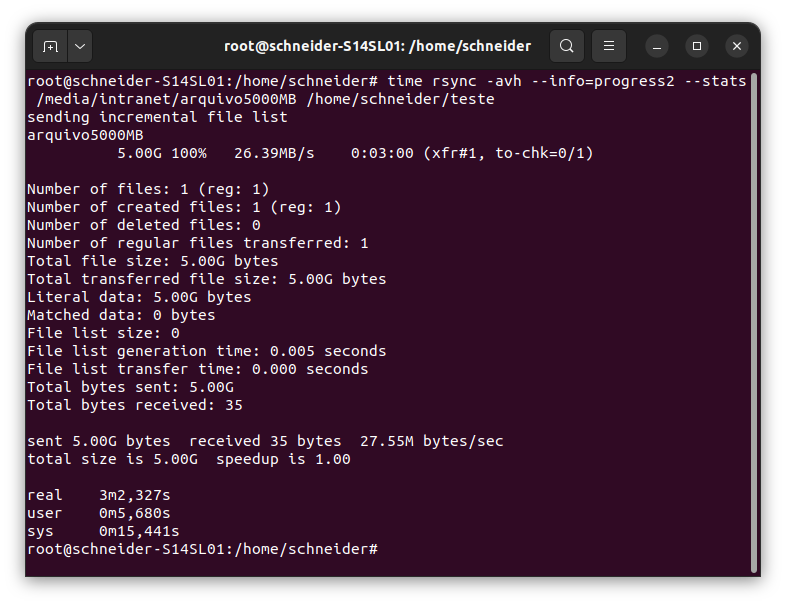 root@schneider-S14SL01: /home/schneider
root@schneider-S14SL01:/home/schneider# time rsync -avh --info=progress2 --stats
 /media/intranet/arquivo5000MB /home/schneider/teste
sending incremental file list
arquivo5000MB
          5.00G 100%   26.39MB/s    0:03:00 (xfr#1, to-chk=0/1)

Number of files: 1 (reg: 1)
Number of created files: 1 (reg: 1)
Number of deleted files: 0
Number of regular files transferred: 1
Total file size: 5.00G bytes
Total transferred file size: 5.00G bytes
Literal data: 5.00G bytes
Matched data: 0 bytes
File list size: 0
File list generation time: 0.005 seconds
File list transfer time: 0.000 seconds
Total bytes sent: 5.00G
Total bytes received: 35

sent 5.00G bytes  received 35 bytes  27.55M bytes/sec
total size is 5.00G  speedup is 1.00

real    3m2,327s
user    0m5,680s
sys     0m15,441s
root@schneider-S14SL01:/home/schneider#